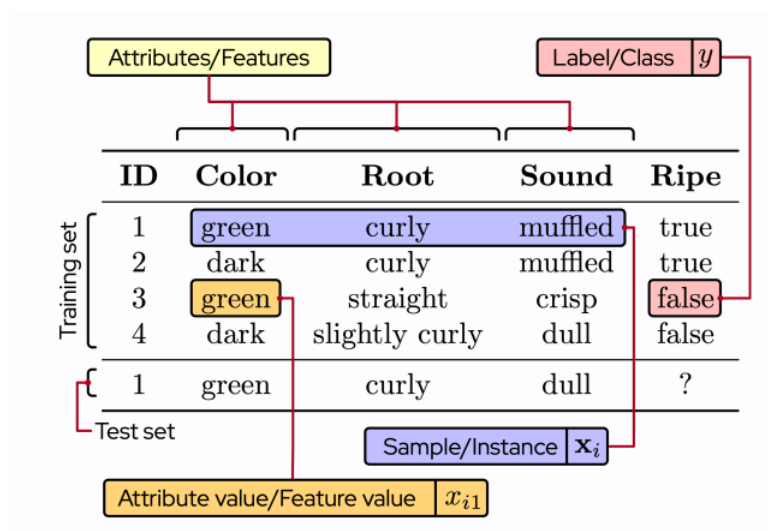 Attributes/Features
Label/Class y
ID Color Root Sound Ripe
Training set
1 green curly muffled true
2 dark curly muffled true
3 green straight crisp false
4 dark slightly curly dull false
1 green curly dull ?
Test set
Sample/Instance 𝐱ᵢ
Attribute value/Feature value xᵢ₁